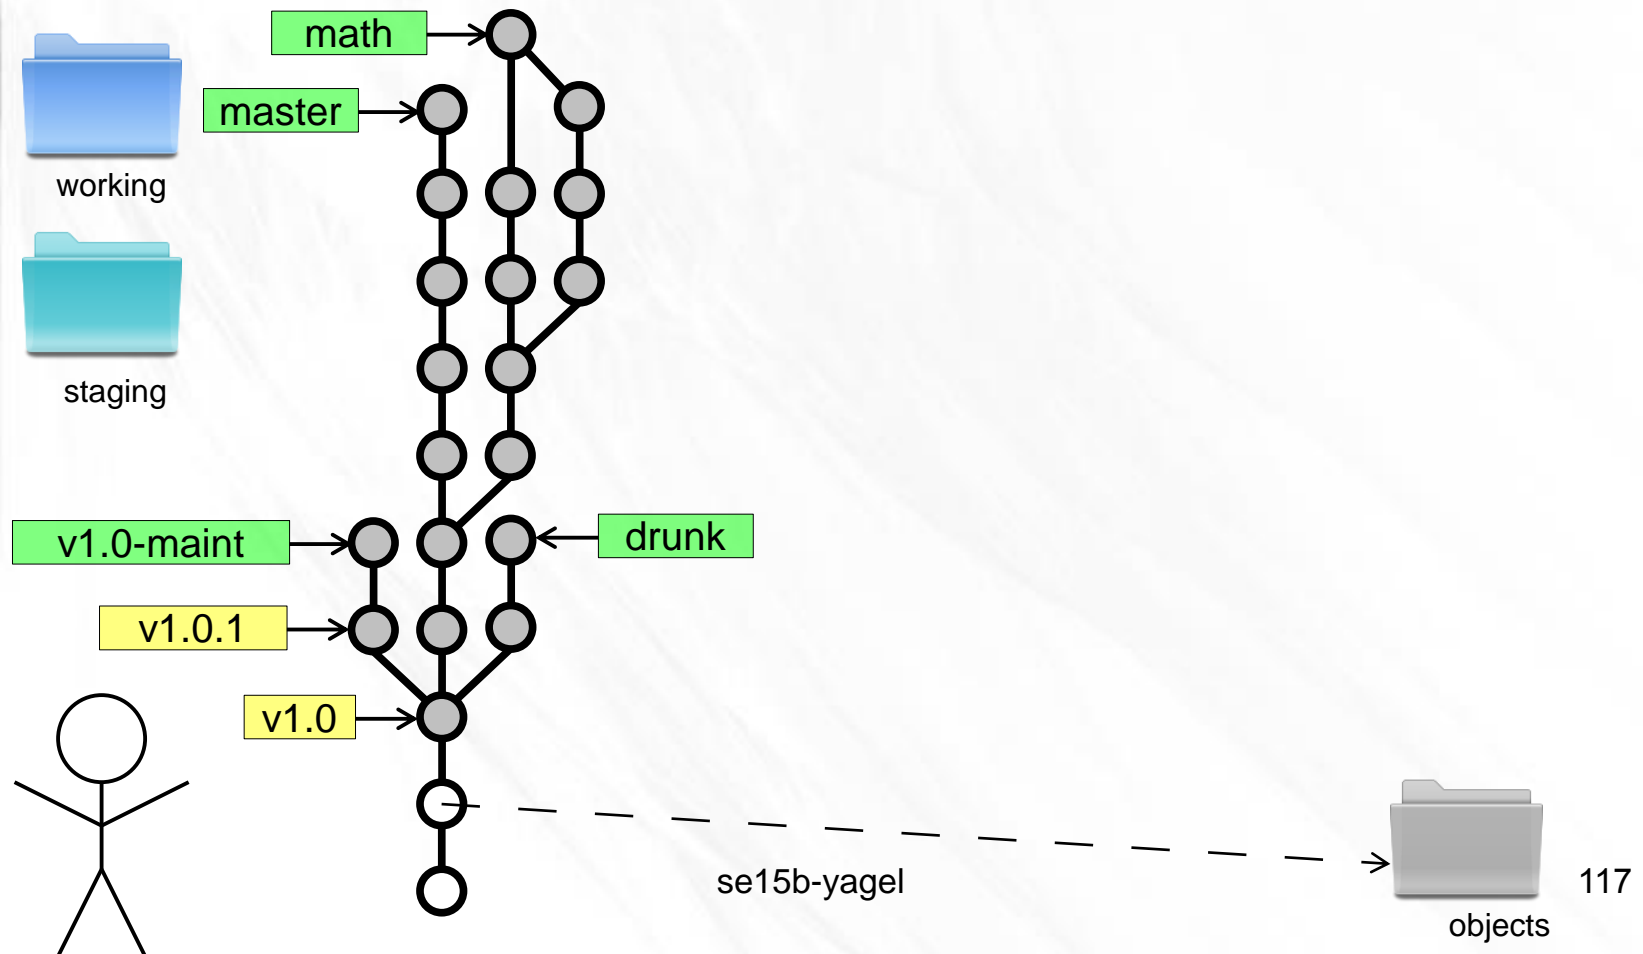 math
master
working
staging
v1.0-maint
drunk
v1.0.1
v1.0
se15b-yagel
117
objects